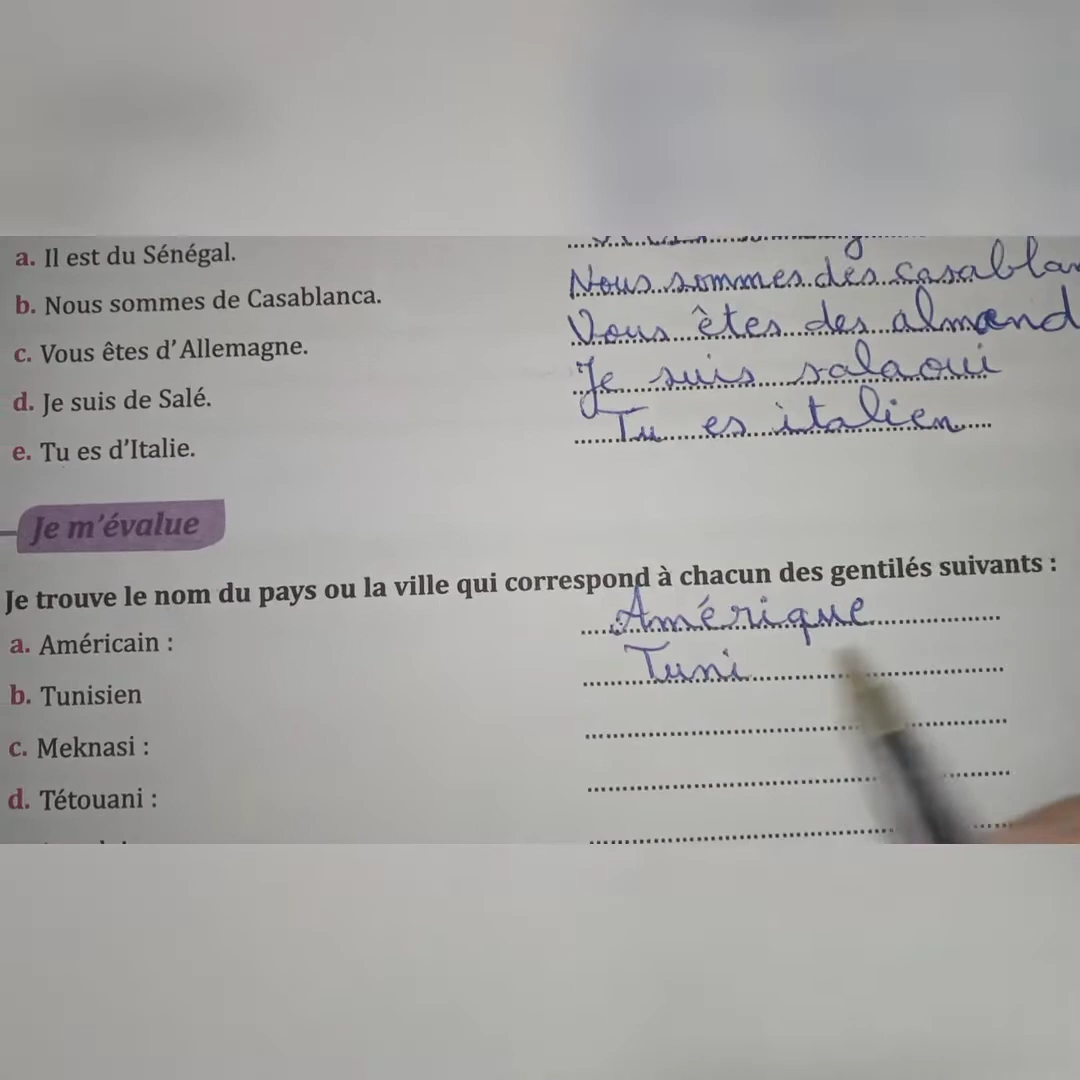 a. Il est du Sénégal.
b. Nous sommes de Casablanca. Nous sommes des casablan
c. Vous êtes d'Allemagne. Vous êtes des almand
d. Je suis de Salé. Je suis salaoui
e. Tu es d'Italie. Tu es italien
Je m'évalue
Je trouve le nom du pays ou la ville qui correspond à chacun des gentilés suivants :
a. Américain : Amérique
b. Tunisien Tuni
c. Meknasi :
d. Tétouani :